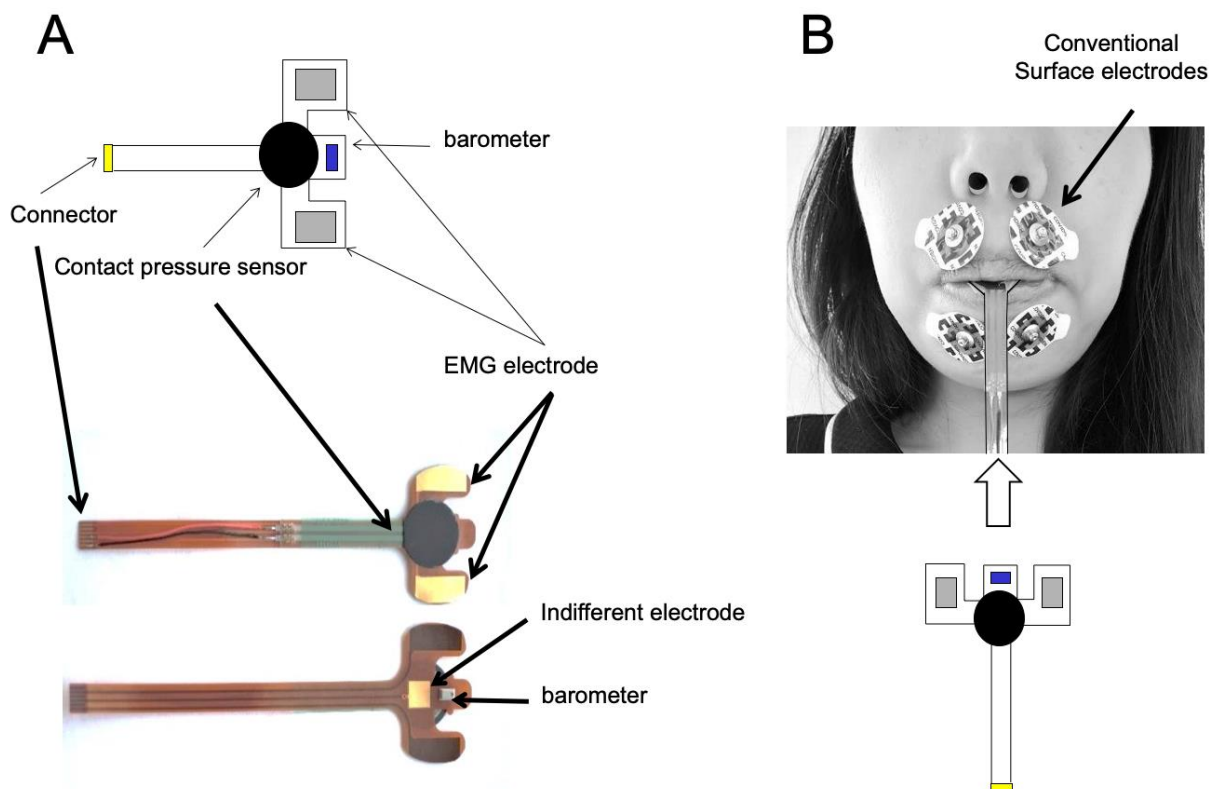 A
barometer
Connector
Contact pressure sensor
EMG electrode
Indifferent electrode
barometer
B
Conventional
Surface electrodes